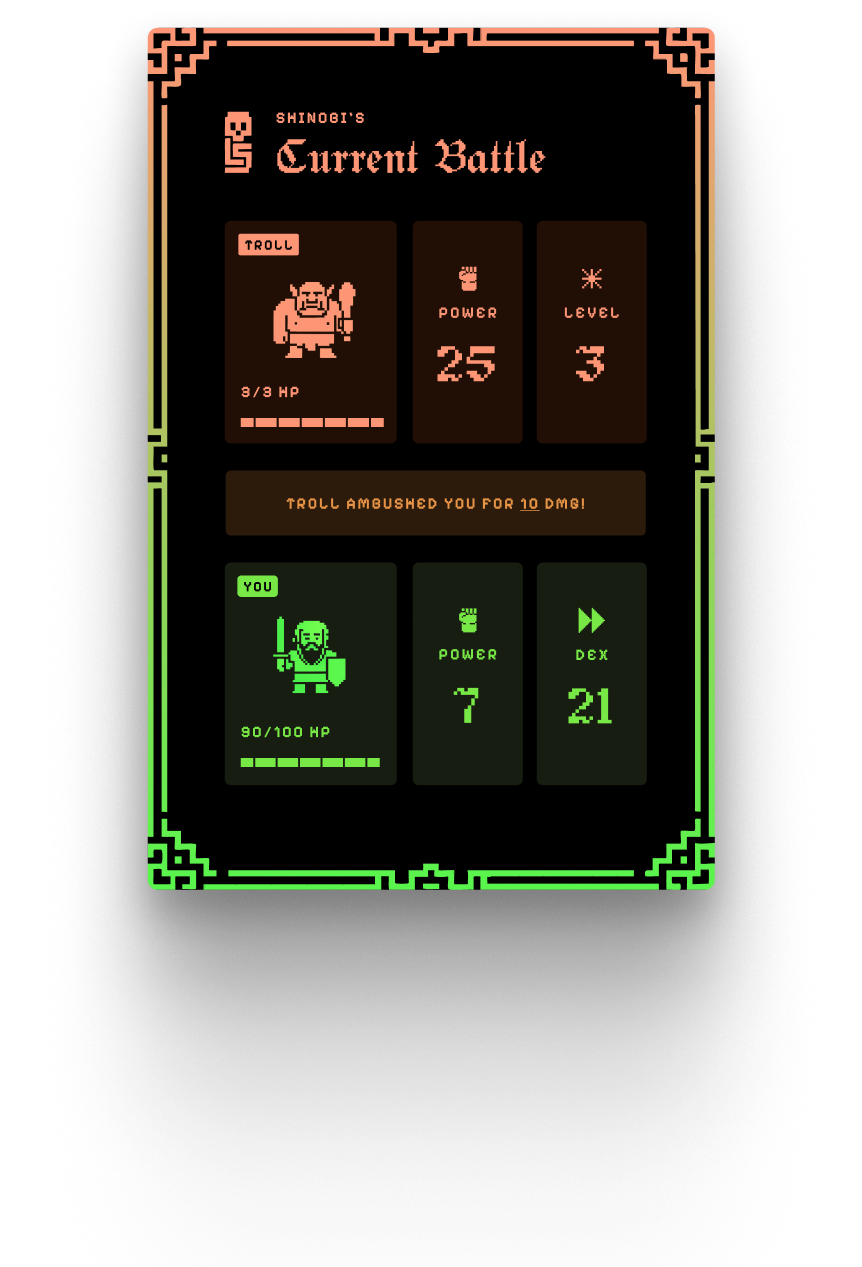 SHINOBI'S
Current Battle
TROLL
POWER
LEVEL
25
3
3/3 HP
TROLL AMBUSHED YOU FOR 10 DMG!
YOU
POWER
DEX
7
21
90/100 HP